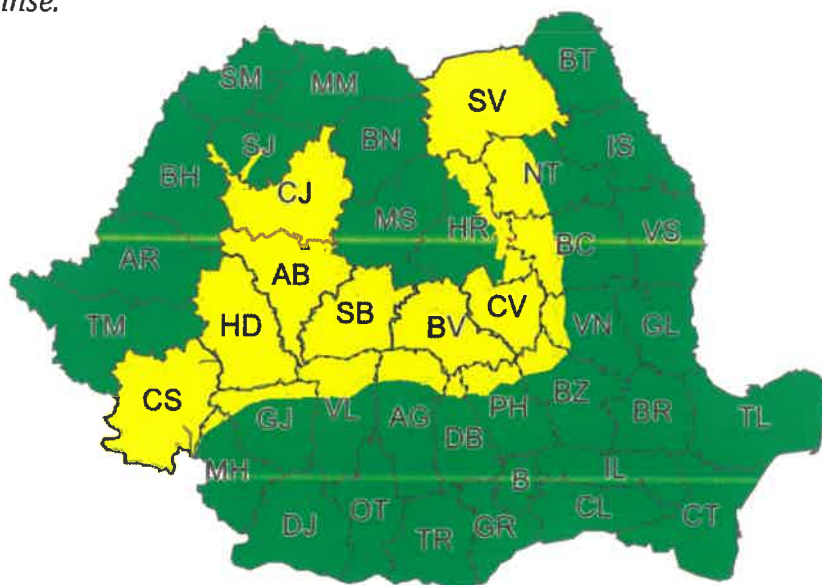 inse.
BT
SM
MM
SV
SJ
BN
IS
BH
CJ
NT
MS
HR
BC
VS
AR
AB
TM
HD
SB
BV
CV
VN
GL
CS
GJ
VL
AG
PH
BZ
BR
TL
DB
MH
B
IL
DJ
OT
TR
GR
CL
CT